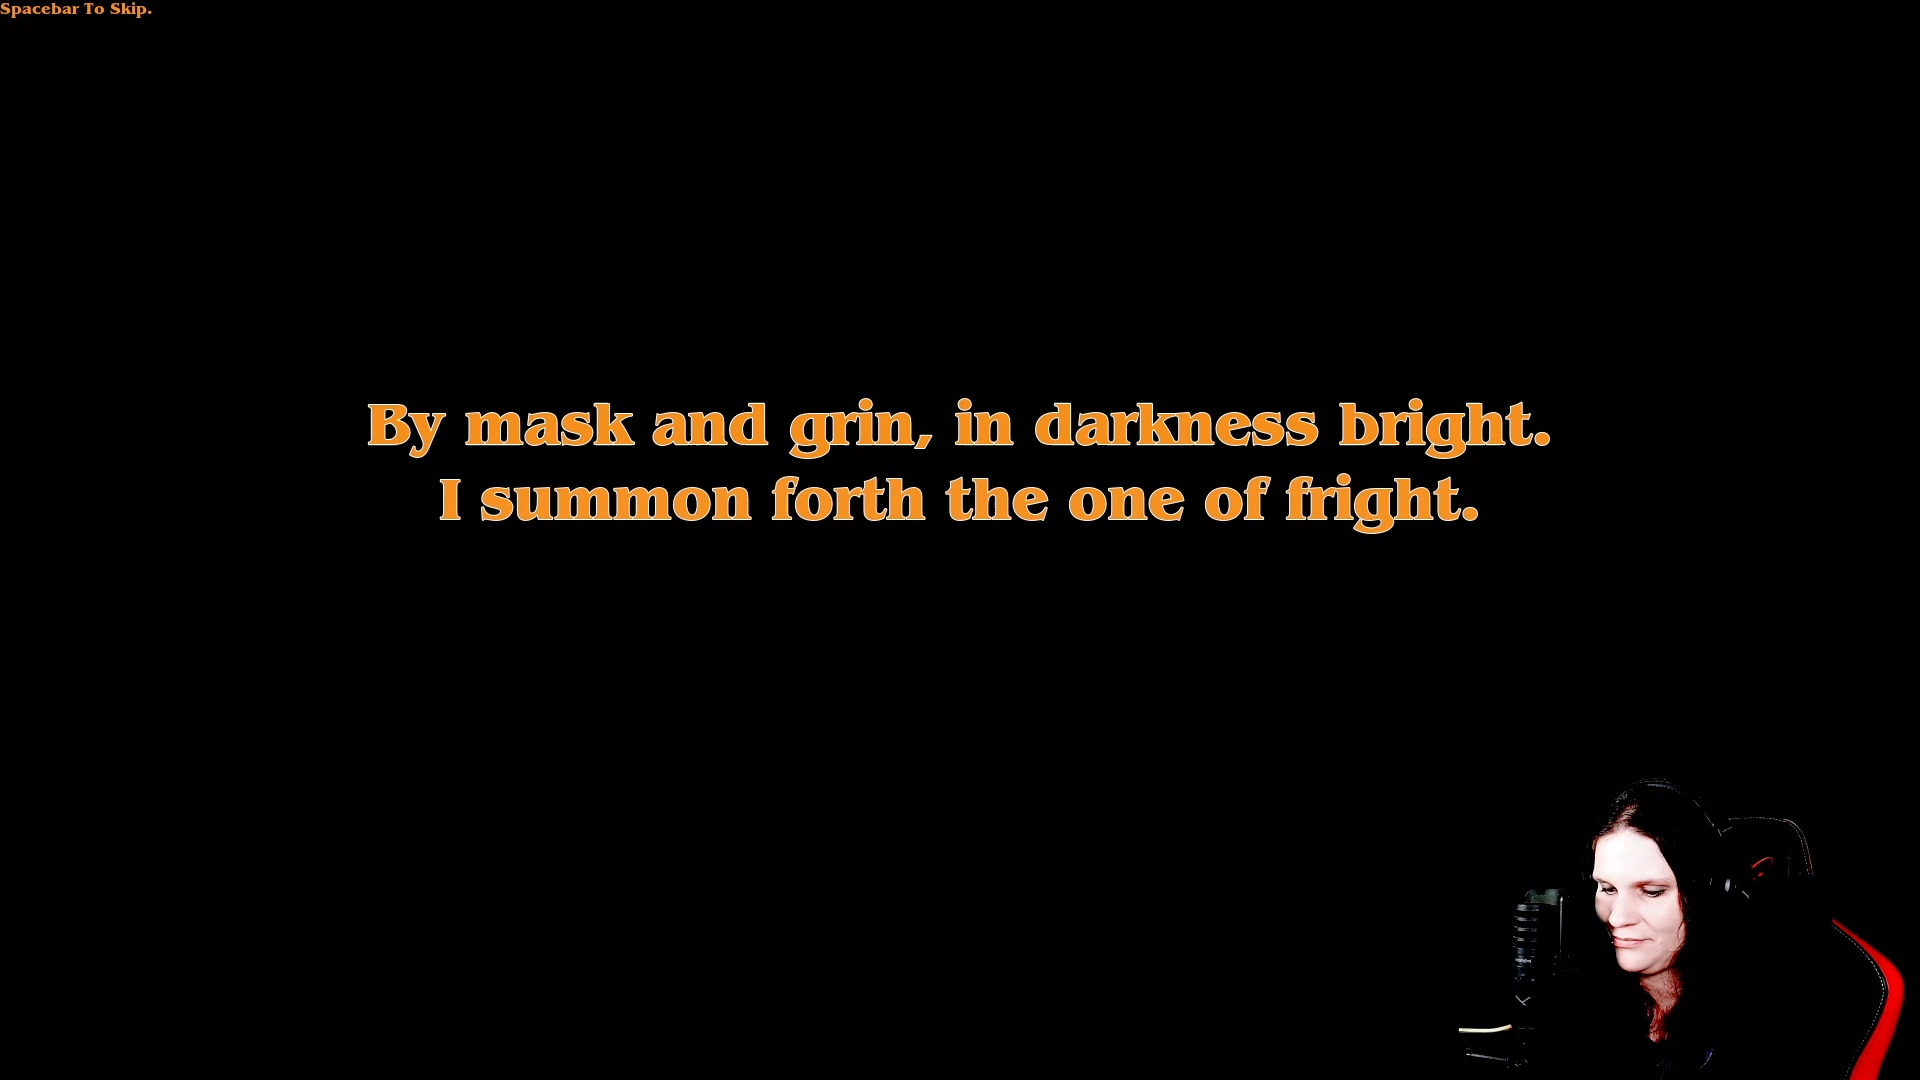 Spacebar To Skip.
By mask and grin, in darkness bright.
I summon forth the one of fright.